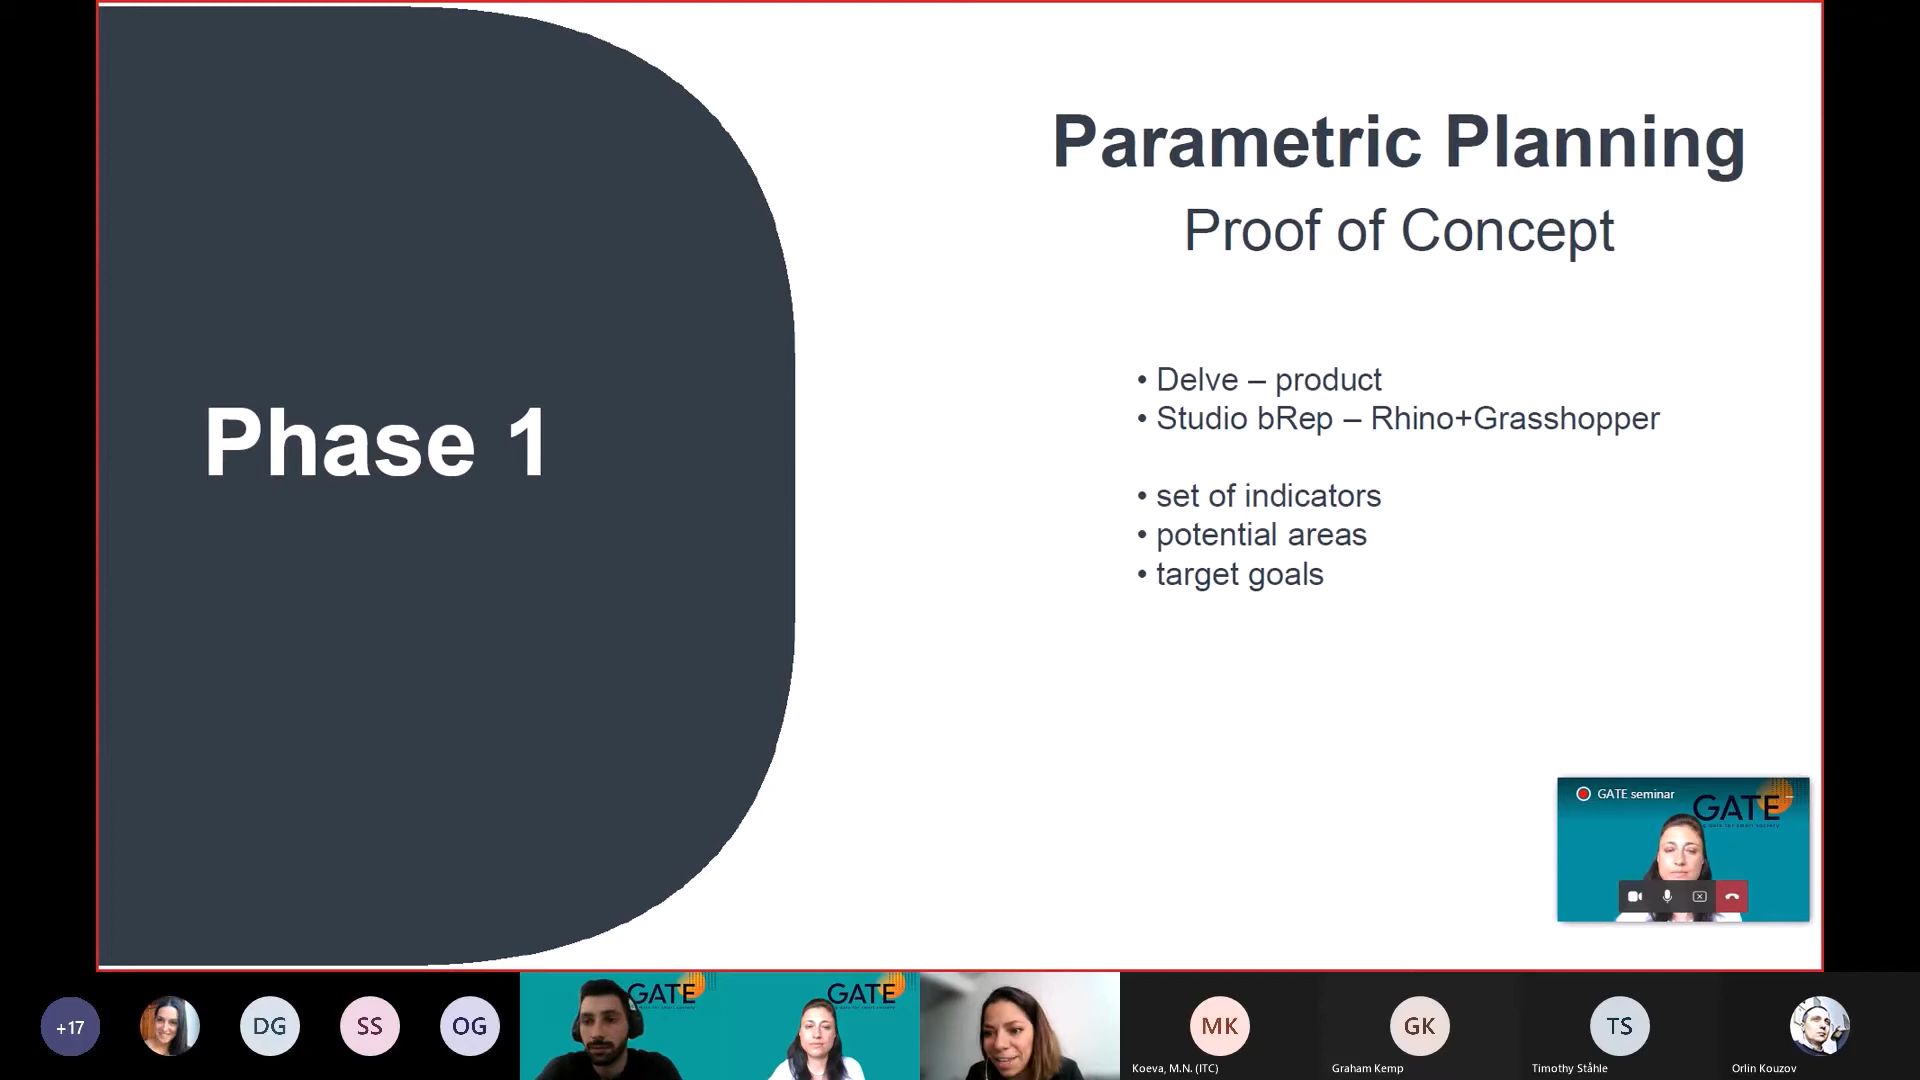 Phase 1
Parametric Planning
Proof of Concept
• Delve – product
• Studio bRep – Rhino+Grasshopper
• set of indicators
• potential areas
• target goals
GATE seminar
GATE
+17
DG
SS
OG
GATE
GATE
MK
Koeva, M.N. (ITC)
GK
Graham Kemp
TS
Timothy Ståhle
Orlin Kouzov